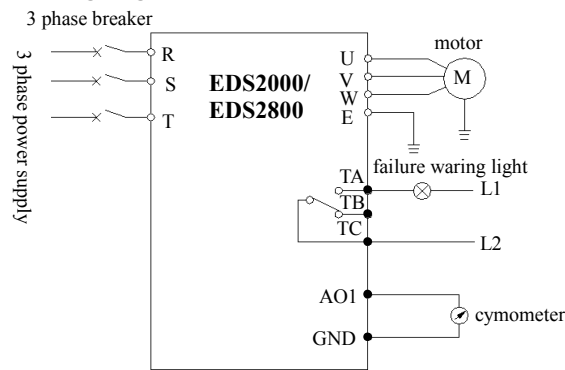 3 phase breaker
3 phase power supply
R
S
T
EDS2000/
EDS2800
U
V
W
E
motor
M
failure waring light
TA
TB
TC
L1
L2
AO1
GND
cymometer